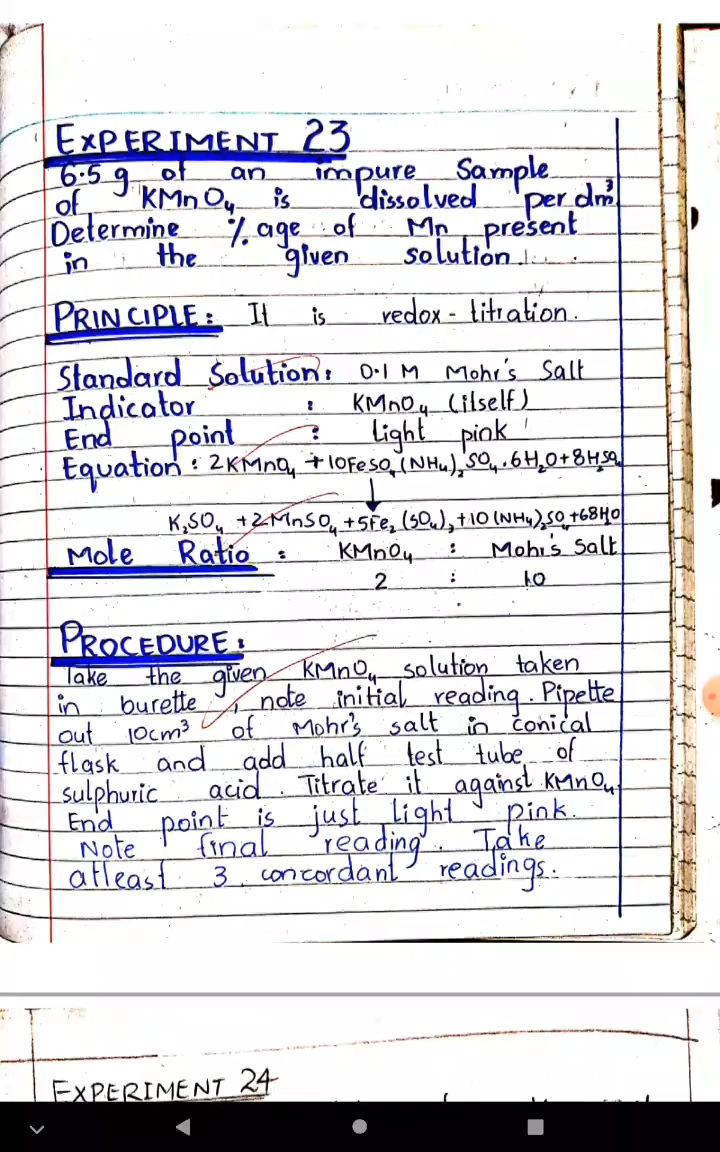 EXPERIMENT 23
6.5 g of an impure Sample
of KMnO₄ is dissolved per dm³
Determine %age of Mn present
in the given solution.
PRINCIPLE: It is redox-titration.
Standard Solution: 0.1 M Mohr's Salt
Indicator : KMnO₄ (itself)
End point : light pink
Equation: 2KMnO₄ + 10FeSO₄(NH₄)₂SO₄.6H₂O+8H₂SO₄
↓
K₂SO₄ +2MnSO₄+5Fe₂(SO₄)₃+10(NH₄)₂SO₄+68H₂O
Mole Ratio : KMnO₄ : Mohr's Salt
2 : 10
PROCEDURE:
Take the given KMnO₄ solution taken
in burette, note initial reading. Pipette
out 10cm³ of Mohr's salt in conical
flask and add half test tube of
sulphuric acid. Titrate it against KMnO₄.
End point is just light pink.
Note final reading. Take
atleast 3 concordant readings.
EXPERIMENT 24